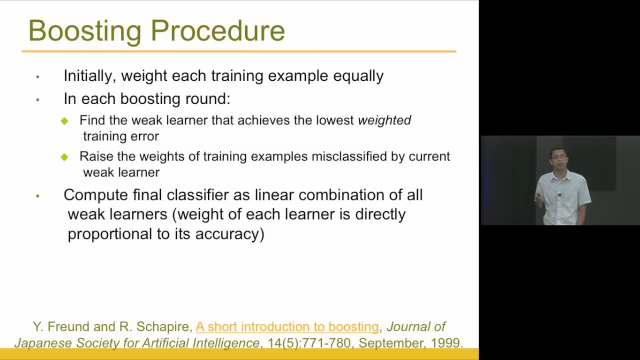 Boosting Procedure
• Initially, weight each training example equally
• In each boosting round:
◆ Find the weak learner that achieves the lowest weighted
training error
◆ Raise the weights of training examples misclassified by current
weak learner
• Compute final classifier as linear combination of all
weak learners (weight of each learner is directly
proportional to its accuracy)
Y. Freund and R. Schapire, A short introduction to boosting, Journal of
Japanese Society for Artificial Intelligence, 14(5):771-780, September, 1999.